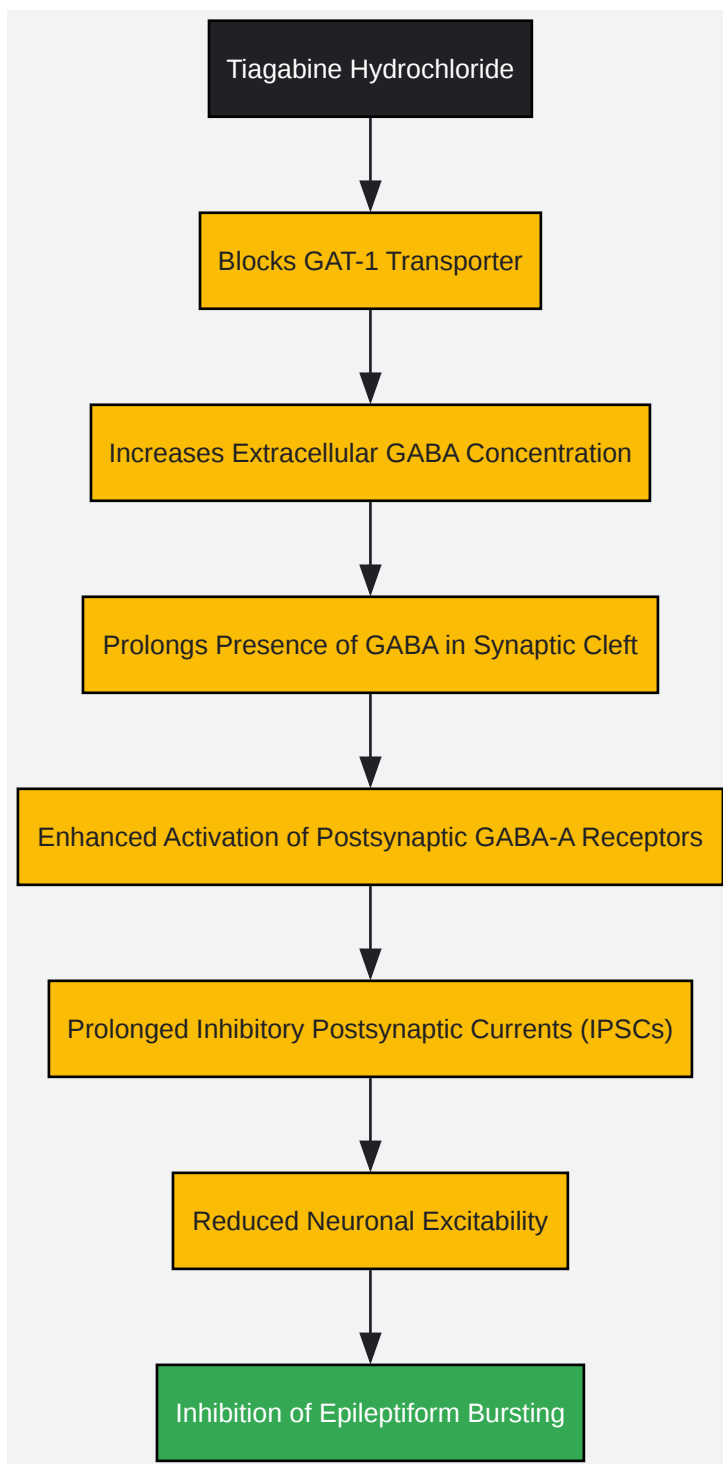 Tiagabine Hydrochloride
Blocks GAT-1 Transporter
Increases Extracellular GABA Concentration
Prolongs Presence of GABA in Synaptic Cleft
Enhanced Activation of Postsynaptic GABA-A Receptors
Prolonged Inhibitory Postsynaptic Currents (IPSCs)
Reduced Neuronal Excitability
Inhibition of Epileptiform Bursting